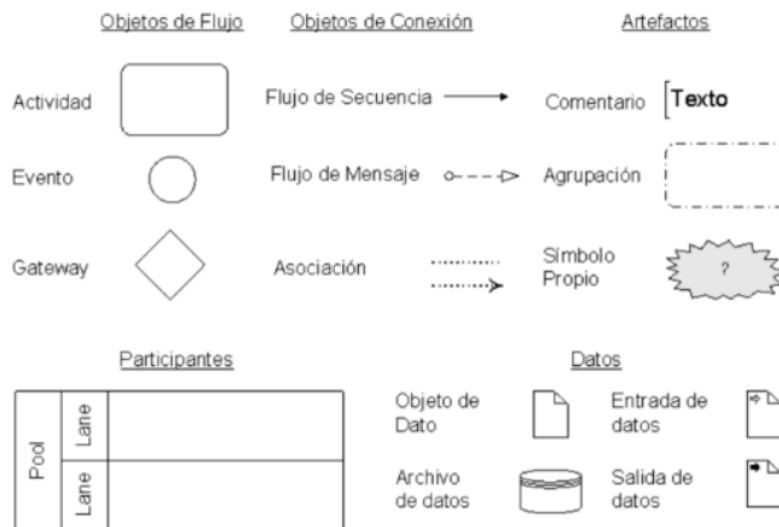 Objetos de Flujo
Objetos de Conexión
Artefactos
Actividad
Flujo de Secuencia
Comentario
Texto
Evento
Flujo de Mensaje
Agrupación
Gateway
Asociación
Símbolo
Propio
?
Participantes
Datos
Pool
Lane
Lane
Objeto de
Dato
Entrada de
datos
Archivo
de datos
Salida de
datos